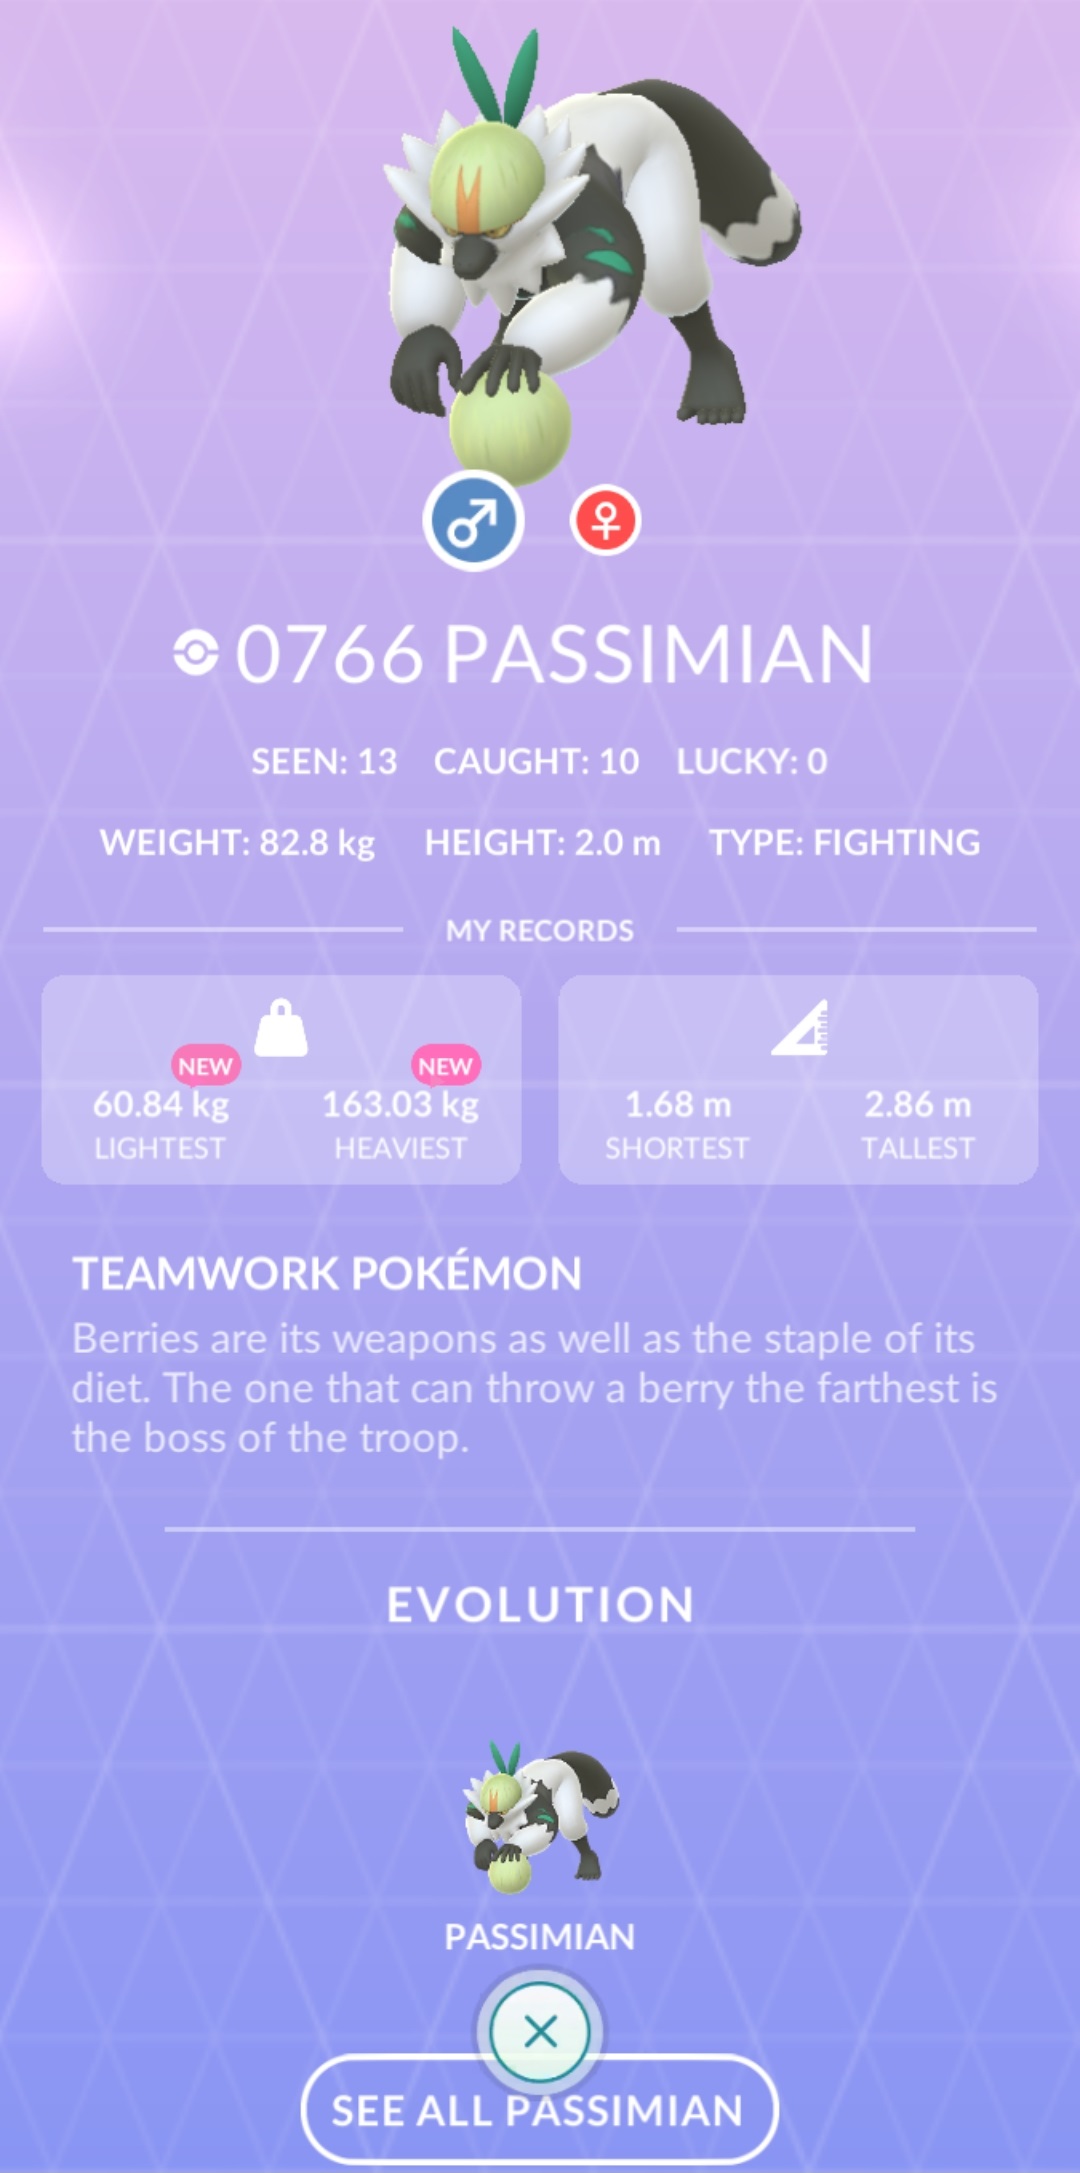 0766 PASSIMIAN
SEEN: 13 CAUGHT: 10 LUCKY: 0
WEIGHT: 82.8 kg HEIGHT: 2.0 m TYPE: FIGHTING
MY RECORDS
NEW NEW
60.84 kg 163.03 kg 1.68 m 2.86 m
LIGHTEST HEAVIEST SHORTEST TALLEST
TEAMWORK POKÉMON
Berries are its weapons as well as the staple of its
diet. The one that can throw a berry the farthest is
the boss of the troop.
EVOLUTION
PASSIMIAN
SEE ALL PASSIMIAN